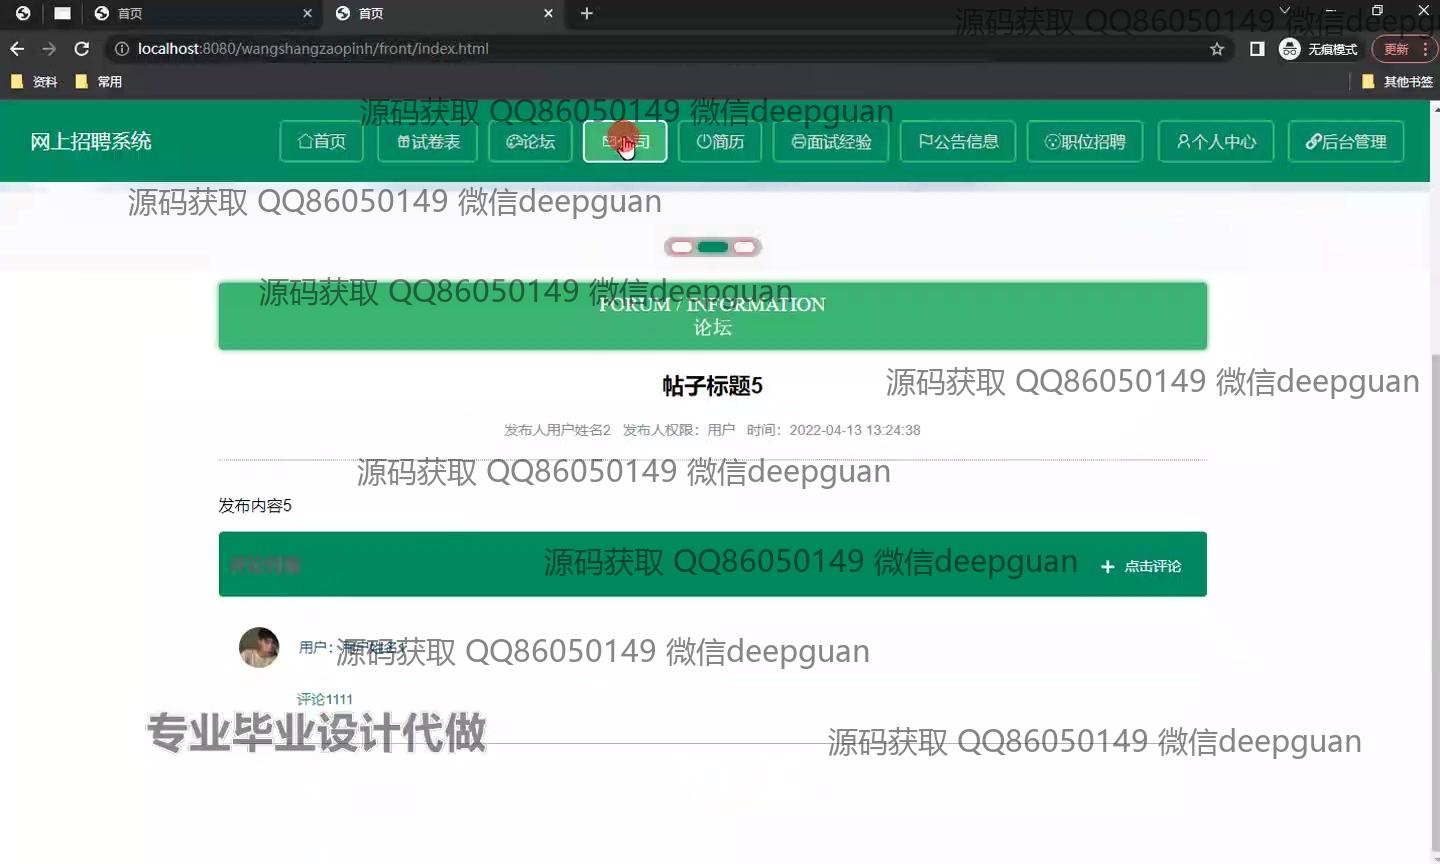 首页
首页
localhost:8080/wangshangzaopinh/front/index.html
无痕模式
更新
资料
常用
其他书签
源码获取 QQ86050149 微信deepguan
源码获取 QQ86050149 微信deepguan
网上招聘系统
首页
试卷表
论坛
简历
面试经验
公告信息
职位招聘
个人中心
后台管理
源码获取 QQ86050149 微信deepguan
源码获取 QQ86050149 微信deepguan
FORUM / INFORMATION
论坛
帖子标题5
源码获取 QQ86050149 微信deepguan
发布人用户姓名2 发布人权限：用户 时间：2022-04-13 13:24:38
源码获取 QQ86050149 微信deepguan
发布内容5
评论列表
源码获取 QQ86050149 微信deepguan
点击评论
用户：
源码获取 QQ86050149 微信deepguan
评论1111
专业毕业设计代做
源码获取 QQ86050149 微信deepguan